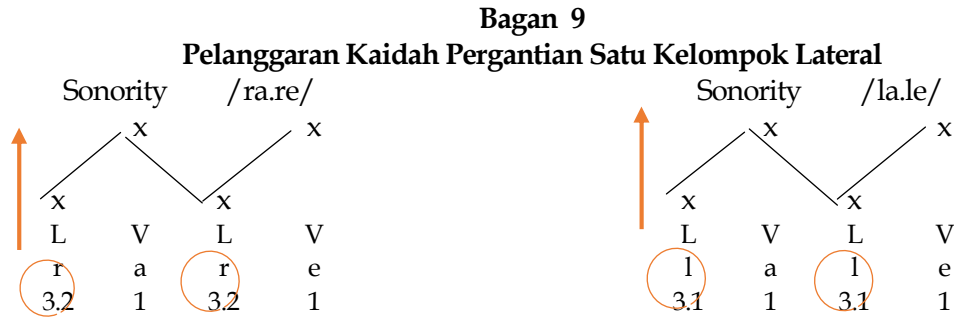 Bagan 9
Pelanggaran Kaidah Pergantian Satu Kelompok Lateral
Sonority /ra.re/ Sonority /la.le/
x x x x
x x x x
L V L V L V L V
r a r e l a l e
3.2 1 3.2 1 3.1 1 3.1 1